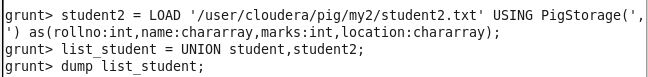 grunt> student2 = LOAD '/user/cloudera/pig/my2/student2.txt' USING PigStorage(',
') as(rollno:int,name:chararray,marks:int,location:chararray);
grunt> list_student = UNION student,student2;
grunt> dump list_student;